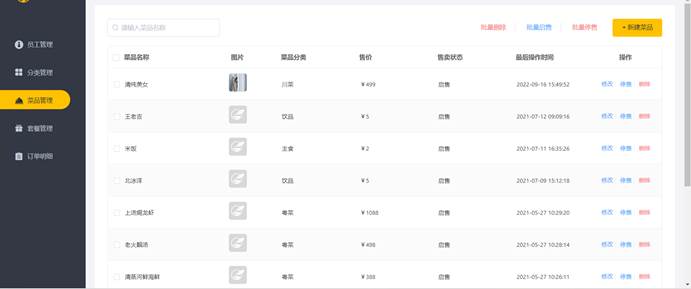 请输入菜品名称
批量删除 批量启售 批量停售 + 新建菜品
员工管理
分类管理
菜品管理
套餐管理
订单明细
菜品名称 图片 菜品分类 售价 售卖状态 最后操作时间 操作
清纯美女 川菜 ￥499 启售 2022-09-16 15:49:52 修改 停售 删除
王老吉 饮品 ￥5 启售 2021-07-12 09:09:16 修改 停售 删除
米饭 主食 ￥2 启售 2021-07-11 16:35:26 修改 停售 删除
北冰洋 饮品 ￥5 启售 2021-07-09 15:12:18 修改 停售 删除
上汤焗龙虾 粤菜 ￥1088 启售 2021-05-27 10:29:20 修改 停售 删除
老火靓汤 粤菜 ￥498 启售 2021-05-27 10:28:14 修改 停售 删除
清蒸河鲜海鲜 粤菜 ￥388 启售 2021-05-27 10:26:11 修改 停售 删除